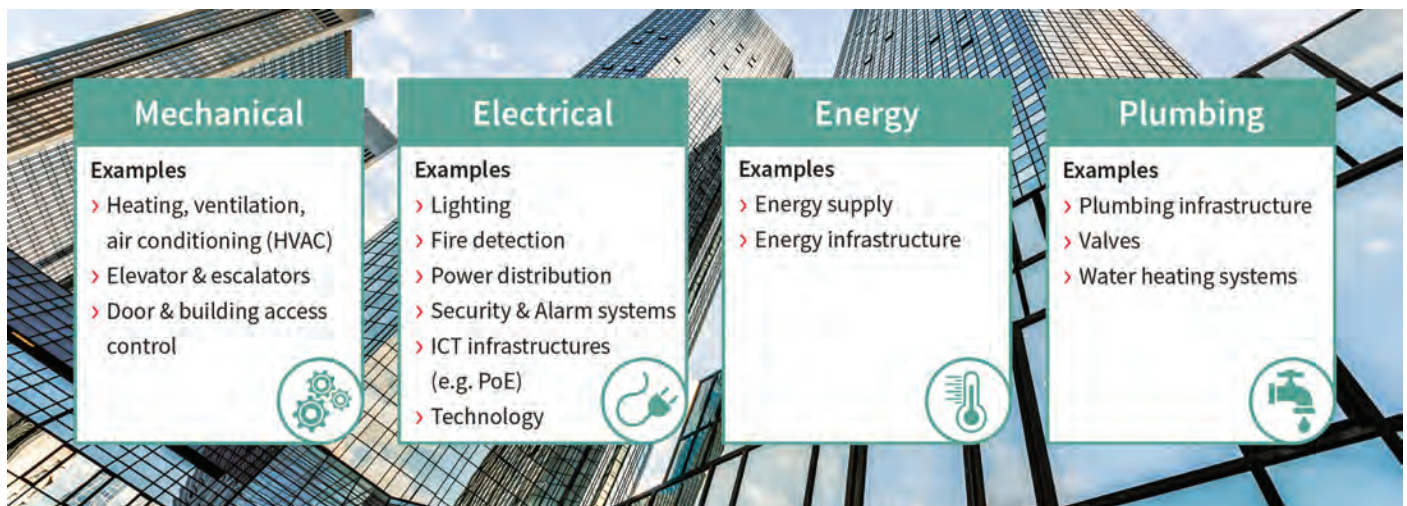 Mechanical
Examples
› Heating, ventilation,
air conditioning (HVAC)
› Elevator & escalators
› Door & building access
control
Electrical
Examples
› Lighting
› Fire detection
› Power distribution
› Security & Alarm systems
› ICT infrastructures
(e.g. PoE)
› Technology
Energy
Examples
› Energy supply
› Energy infrastructure
Plumbing
Examples
› Plumbing infrastructure
› Valves
› Water heating systems